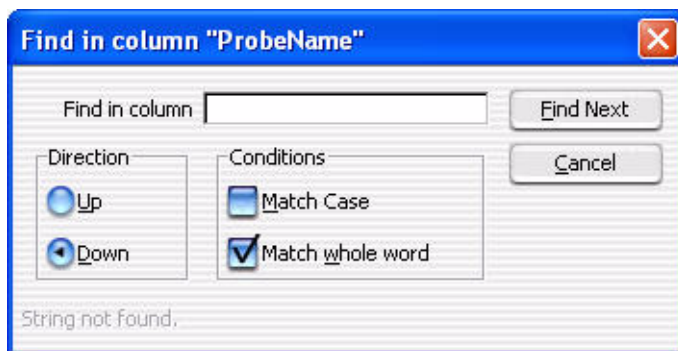 Find in column "ProbeName"
Find in column
Find Next
Direction
Conditions
Cancel
Up
Match Case
Down
Match whole word
String not found.